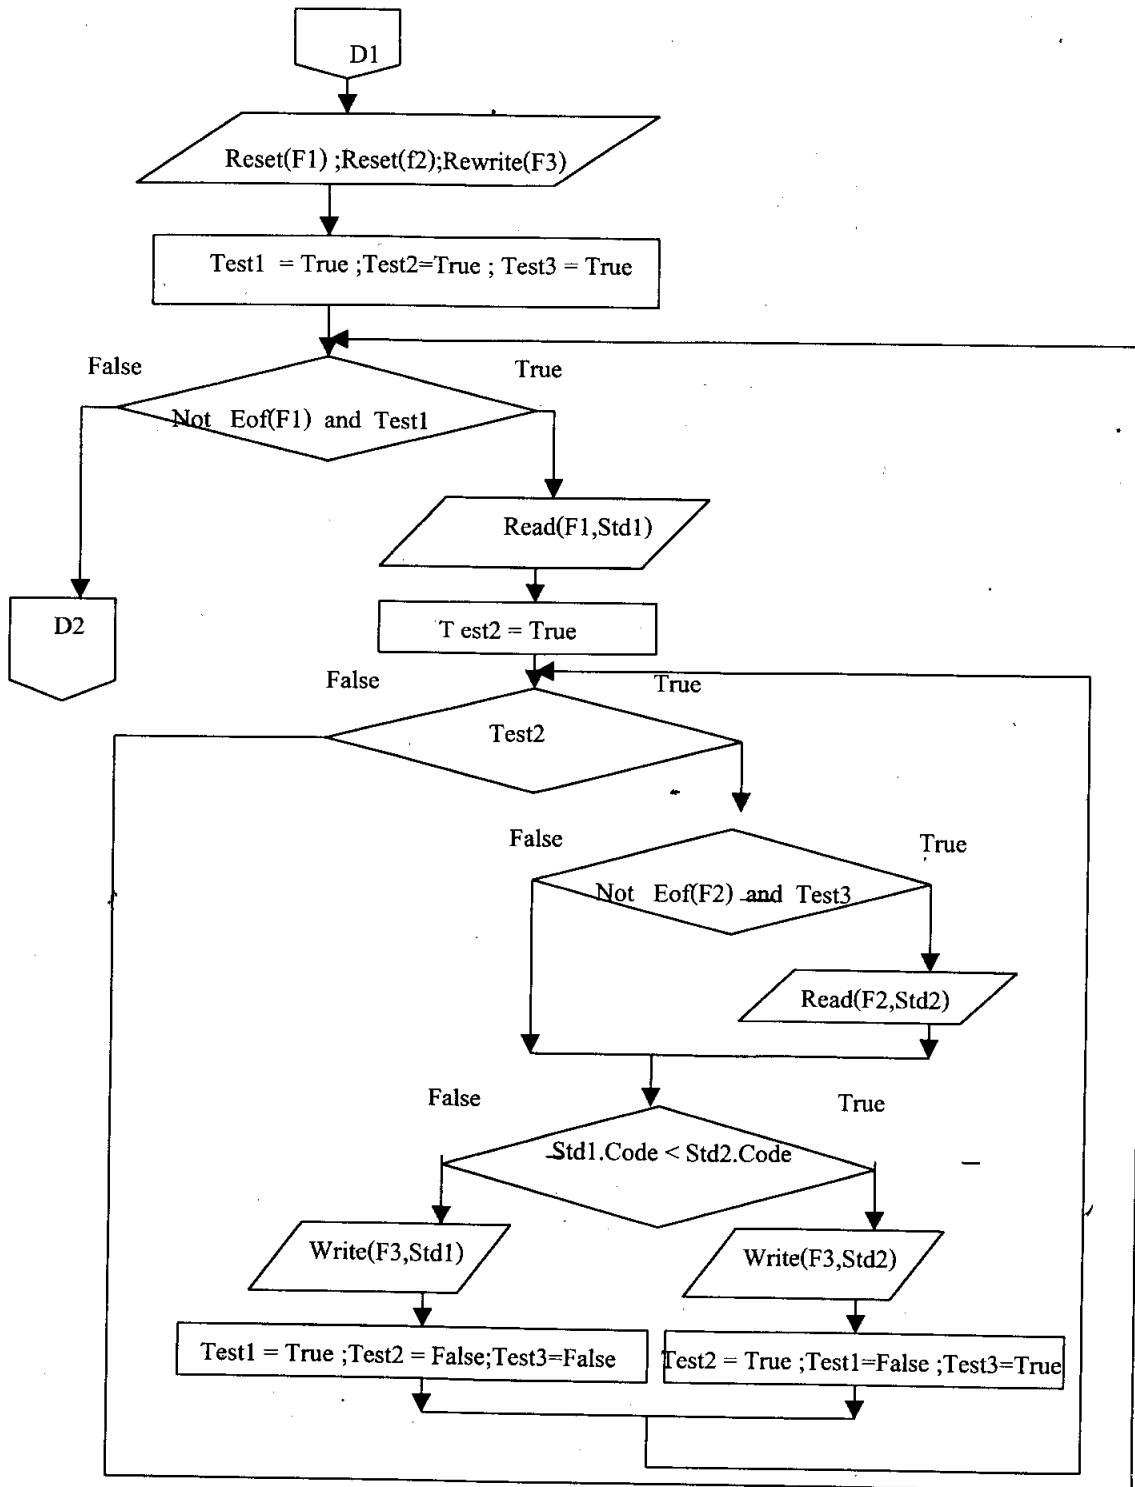 D1
Reset(F1) ;Reset(f2);Rewrite(F3)
Test1 = True ;Test2=True ; Test3 = True
False
True
Not Eof(F1) and Test1
Read(F1,Std1)
D2
T est2 = True
False
True
Test2
False
True
Not Eof(F2) and Test3
Read(F2,Std2)
False
True
Std1.Code < Std2.Code
Write(F3,Std1)
Write(F3,Std2)
Test1 = True ;Test2 = False;Test3=False
Test2 = True ;Test1=False ;Test3=True